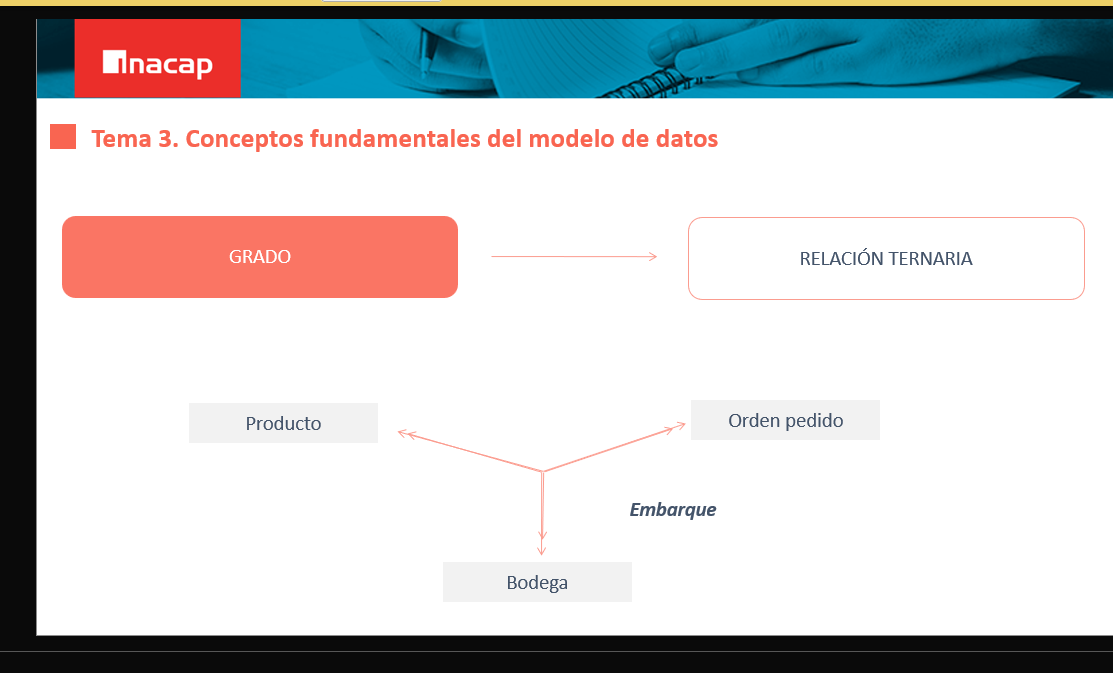 Inacap
Tema 3. Conceptos fundamentales del modelo de datos
GRADO
RELACIÓN TERNARIA
Producto
Orden pedido
Embarque
Bodega